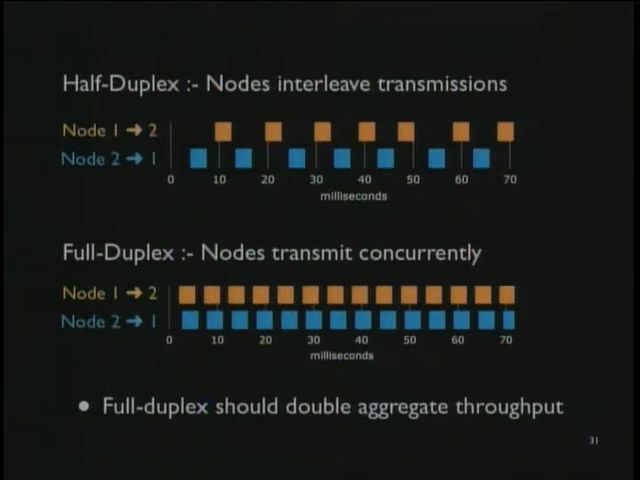 Half-Duplex :- Nodes interleave transmissions
Node 1 → 2
Node 2 → 1
0 10 20 30 40 50 60 70
milliseconds
Full-Duplex :- Nodes transmit concurrently
Node 1 → 2
Node 2 → 1
0 10 20 30 40 50 60 70
milliseconds
• Full-duplex should double aggregate throughput
31